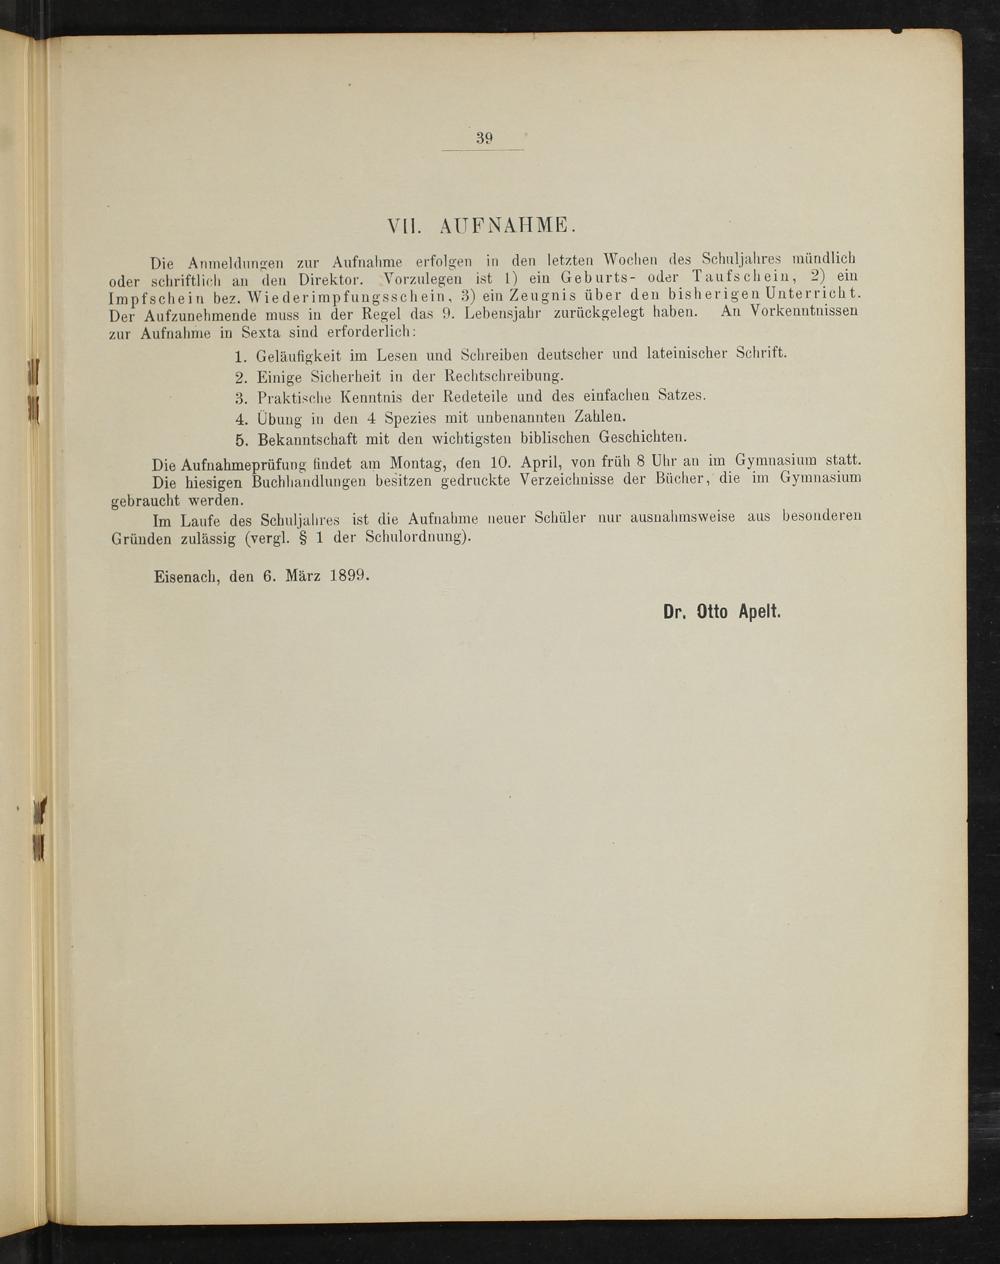 39
VII. AUFNAHME.
Die Anmeldungen zur Aufnahme erfolgen in den letzten Wochen des Schuljahres mündlich
oder schriftlich an den Direktor. Vorzulegen ist 1) ein Geburts- oder Taufschein, 2) ein
Impfschein bez. Wiederimpfungsschein, 3) ein Zeugnis über den bisherigen Unterricht.
Der Aufzunehmende muss in der Regel das 9. Lebensjahr zurückgelegt haben. An Vorkenntnissen
zur Aufnahme in Sexta sind erforderlich:
1. Geläufigkeit im Lesen und Schreiben deutscher und lateinischer Schrift.
2. Einige Sicherheit in der Rechtschreibung.
3. Praktische Kenntnis der Redeteile und des einfachen Satzes.
4. Übung in den 4 Spezies mit unbenannten Zahlen.
5. Bekanntschaft mit den wichtigsten biblischen Geschichten.
Die Aufnahmeprüfung findet am Montag, den 10. April, von früh 8 Uhr an im Gymnasium statt.
Die hiesigen Buchhandlungen besitzen gedruckte Verzeichnisse der Bücher, die im Gymnasium
gebraucht werden.
Im Laufe des Schuljahres ist die Aufnahme neuer Schüler nur ausnahmsweise aus besonderen
Gründen zulässig (vergl. § 1 der Schulordnung).
Eisenach, den 6. März 1899.
Dr. Otto Apelt.